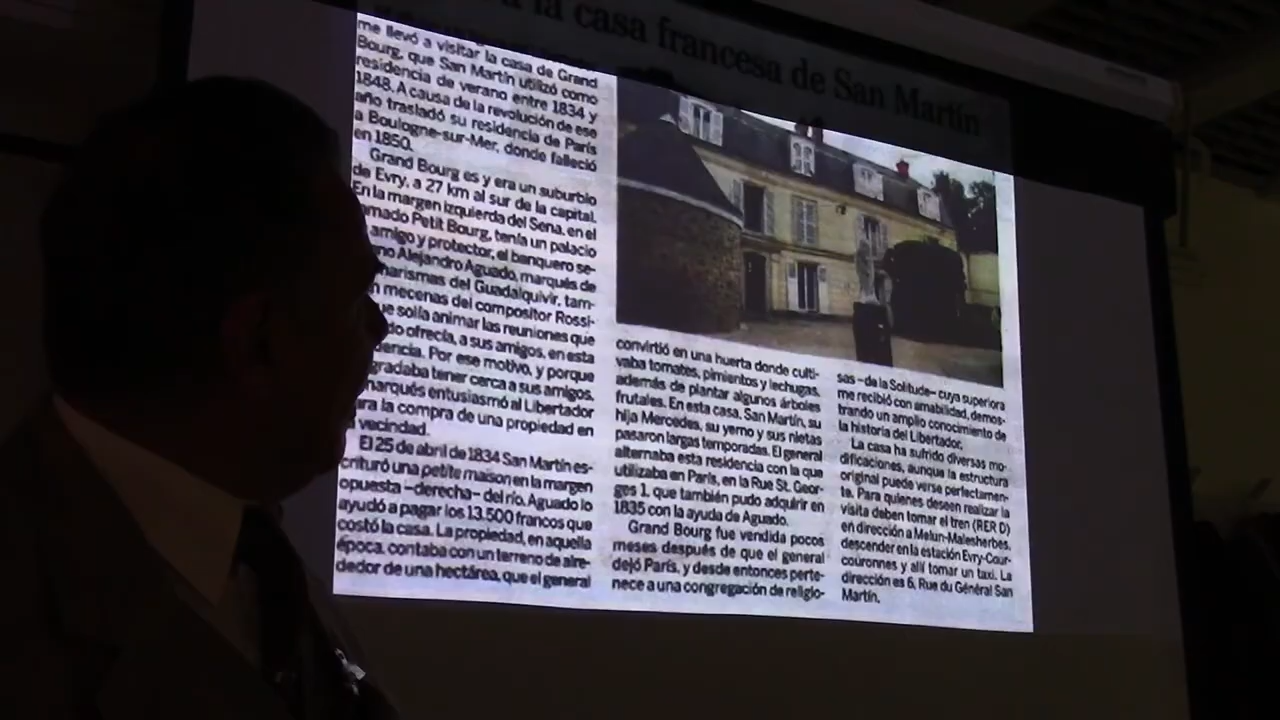 la casa francesa de San Martín
me llevó a visitar la casa de Grand
Bourg, que San Martín utilizó como
residencia de verano entre 1834 y
1848. A causa de la revolución de ese
año trasladó su residencia de París
a Boulogne-sur-Mer, donde falleció
en 1850.
Grand Bourg es y era un suburbio
de Evry, a 27 km al sur de la capital.
En la margen izquierda del Sena, en el
amado Petit Bourg, tenía un palacio
amigo y protector, el banquero se-
no Alejandro Aguado, marqués de
marismas del Guadalquivir, tam-
n mecenas del compositor Rossi-
ue solía animar las reuniones que
do ofrecía, a sus amigos, en esta
dencia. Por ese motivo, y porque
gradaba tener cerca a sus amigos,
marqués entusiasmó al Libertador
ara la compra de una propiedad en
vecindad.
El 25 de abril de 1834 San Martín es-
crituró una petite maison en la margen
opuesta –derecha– del río. Aguado lo
ayudó a pagar los 13.500 francos que
costó la casa. La propiedad, en aquella
época, contaba con un terreno de alre-
dedor de una hectárea, que el general
convirtió en una huerta donde culti-
vaba tomates, pimientos y lechugas,
además de plantar algunos árboles
frutales. En esta casa, San Martín, su
hija Mercedes, su yerno y sus nietas
pasaron largas temporadas. El general
alternaba esta residencia con la que
utilizaba en París, en la Rue St. Geor-
ges 1, que también pudo adquirir en
1835 con la ayuda de Aguado.
Grand Bourg fue vendida pocos
meses después de que el general
dejó París, y desde entonces perte-
nece a una congregación de religio-
sas –de la Solitude– cuya superiora
me recibió con amabilidad, demos-
trando un amplio conocimiento de
la historia del Libertador.
La casa ha sufrido diversas mo-
dificaciones, aunque la estructura
original puede verse perfectamen-
te. Para quienes deseen realizar la
visita deben tomar el tren (RER D)
en dirección a Melun-Malesherbes,
descender en la estación Evry-Cour-
couronnes y allí tomar un taxi. La
dirección es 6, Rue du Général San
Martín.